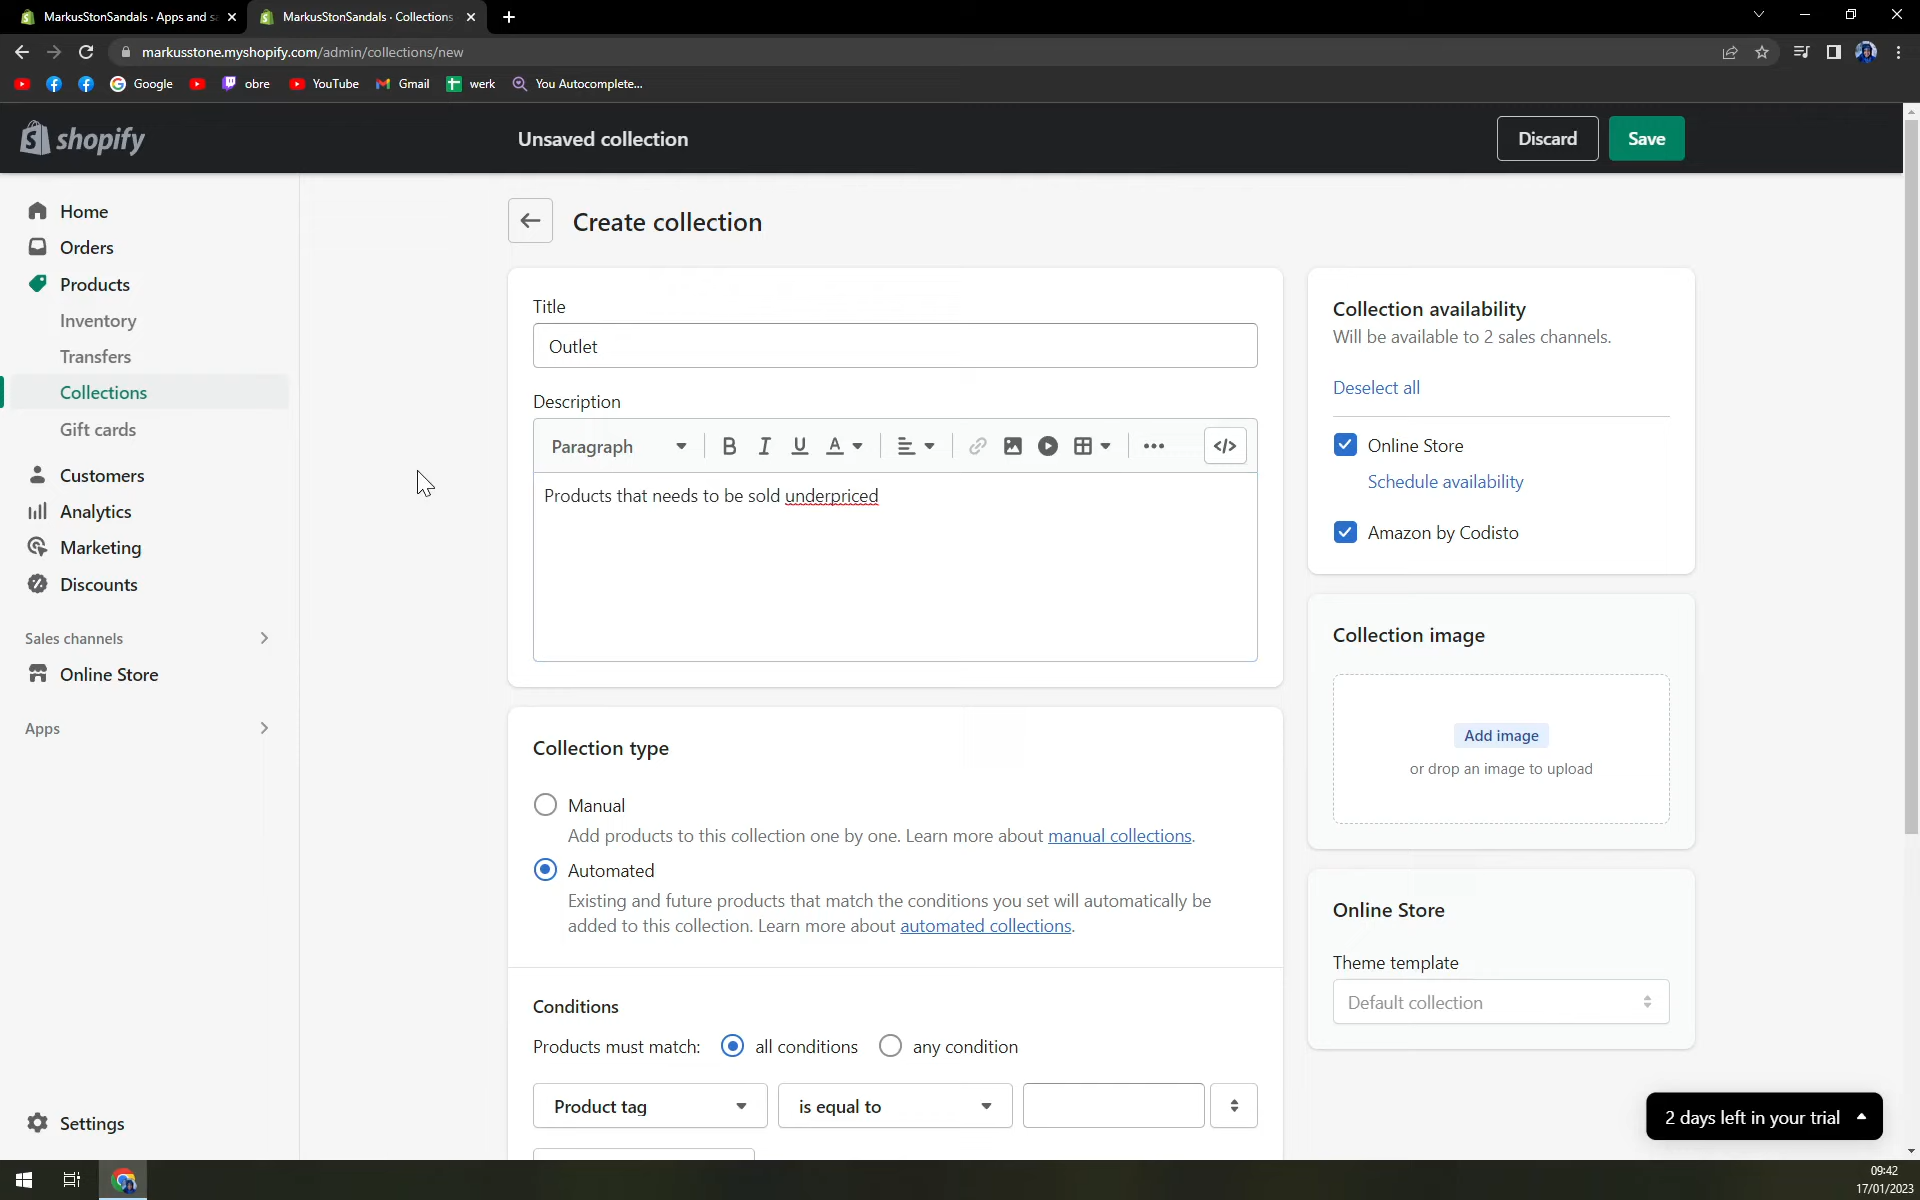 MarkusStonSandals · Apps and s
MarkusStonSandals · Collections
markusstone.myshopify.com/admin/collections/new
Google
obre
YouTube
Gmail
werk
You Autocomplete...
shopify
Unsaved collection
Discard
Save
Home
Orders
Products
Inventory
Transfers
Collections
Gift cards
Customers
Analytics
Marketing
Discounts
Sales channels
Online Store
Apps
Settings
Create collection
Title
Outlet
Description
Paragraph
B I U A
</>
Products that needs to be sold underpriced
Collection type
Manual
Add products to this collection one by one. Learn more about manual collections.
Automated
Existing and future products that match the conditions you set will automatically be
added to this collection. Learn more about automated collections.
Conditions
Products must match: all conditions any condition
Product tag
is equal to
Collection availability
Will be available to 2 sales channels.
Deselect all
Online Store
Schedule availability
Amazon by Codisto
Collection image
Add image
or drop an image to upload
Online Store
Theme template
Default collection
2 days left in your trial
09:42
17/01/2023